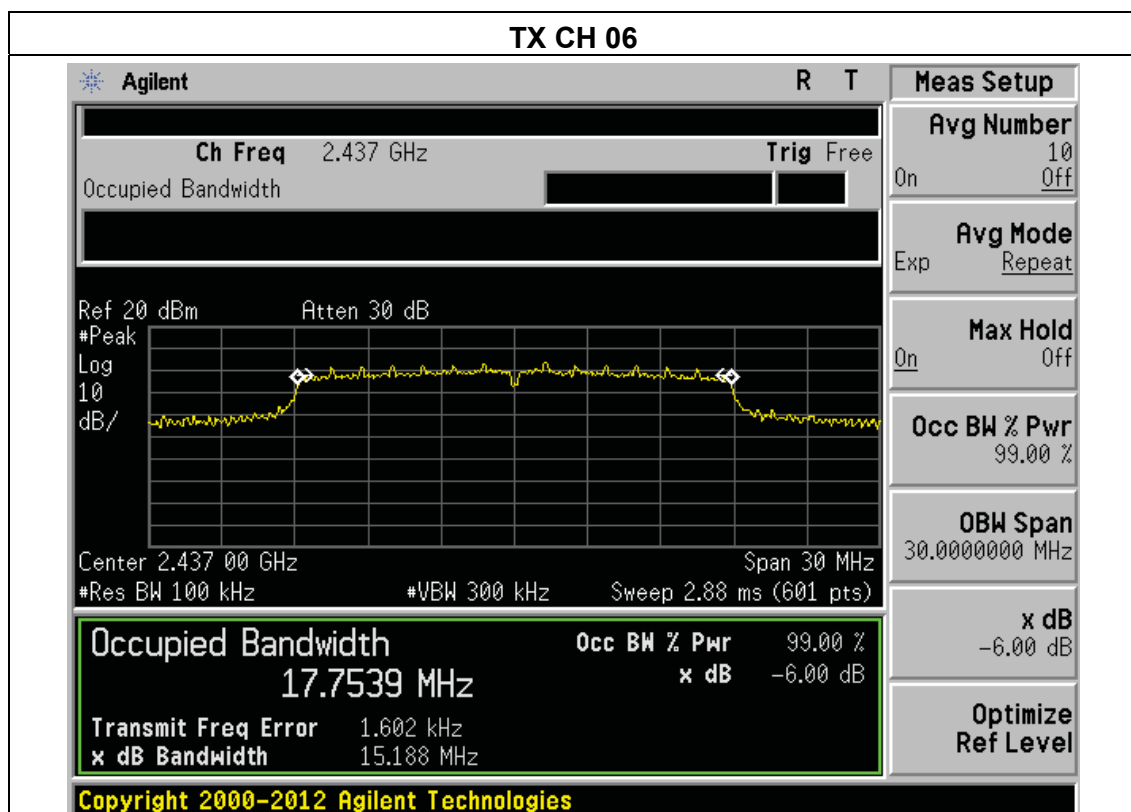 TX CH 06
Agilent R T
Ch Freq 2.437 GHz Trig Free
Occupied Bandwidth
Ref 20 dBm Atten 30 dB
#Peak
Log
10
dB/
Center 2.437 00 GHz Span 30 MHz
#Res BW 100 kHz #VBW 300 kHz Sweep 2.88 ms (601 pts)
Occupied Bandwidth
17.7539 MHz
Occ BW % Pwr 99.00 %
x dB -6.00 dB
Transmit Freq Error 1.602 kHz
x dB Bandwidth 15.188 MHz
Copyright 2000-2012 Agilent Technologies
Meas Setup
Avg Number
10
On Off
Avg Mode
Exp Repeat
Max Hold
On Off
Occ BW % Pwr
99.00 %
OBW Span
30.0000000 MHz
x dB
-6.00 dB
Optimize
Ref Level